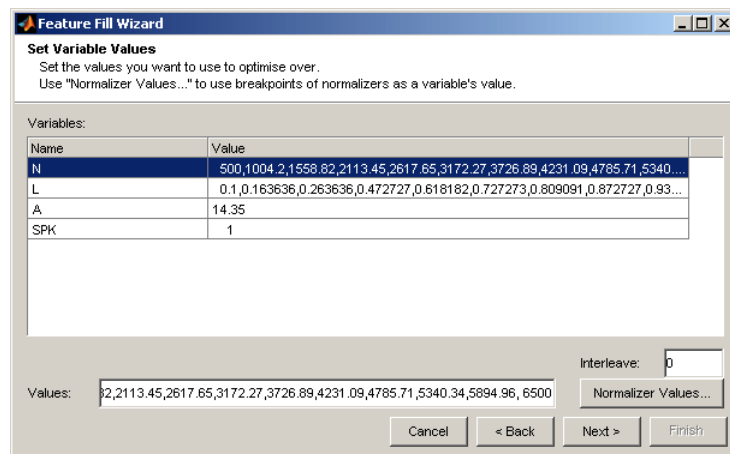 Feature Fill Wizard
Set Variable Values
Set the values you want to use to optimise over.
Use "Normalizer Values..." to use breakpoints of normalizers as a variable's value.
Variables:
Name Value
N 500,1004.2,1558.82,2113.45,2617.65,3172.27,3726.89,4231.09,4785.71,5340....
L 0.1,0.163636,0.263636,0.472727,0.618182,0.727273,0.809091,0.872727,0.93...
A 14.35
SPK 1
Interleave: 0
Values: 82,2113.45,2617.65,3172.27,3726.89,4231.09,4785.71,5340.34,5894.96, 6500 Normalizer Values...
Cancel < Back Next > Finish